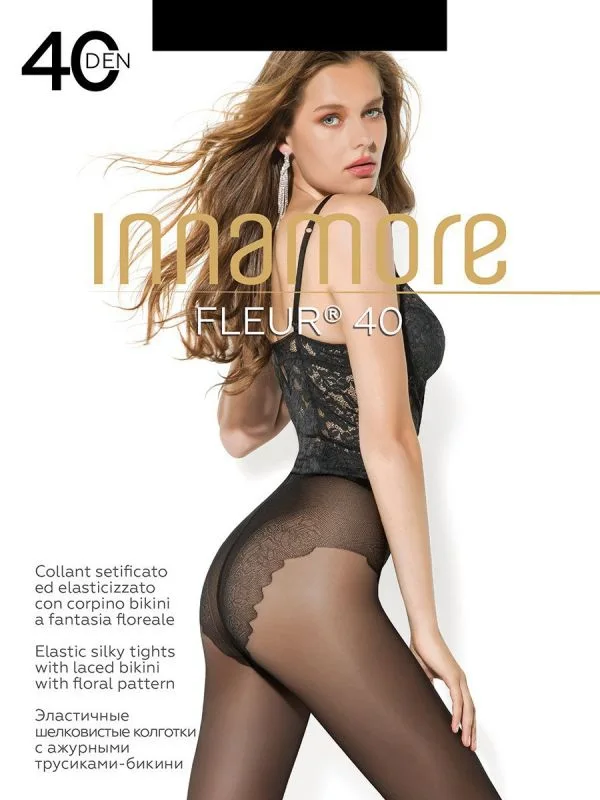 40
DEN
innamore
FLEUR® 40
Collant setificato
ed elasticizzato
con corpino bikini
a fantasia floreale
Elastic silky tights
with laced bikini
with floral pattern
Эластичные
шелковистые колготки
с ажурными
трусиками-бикини